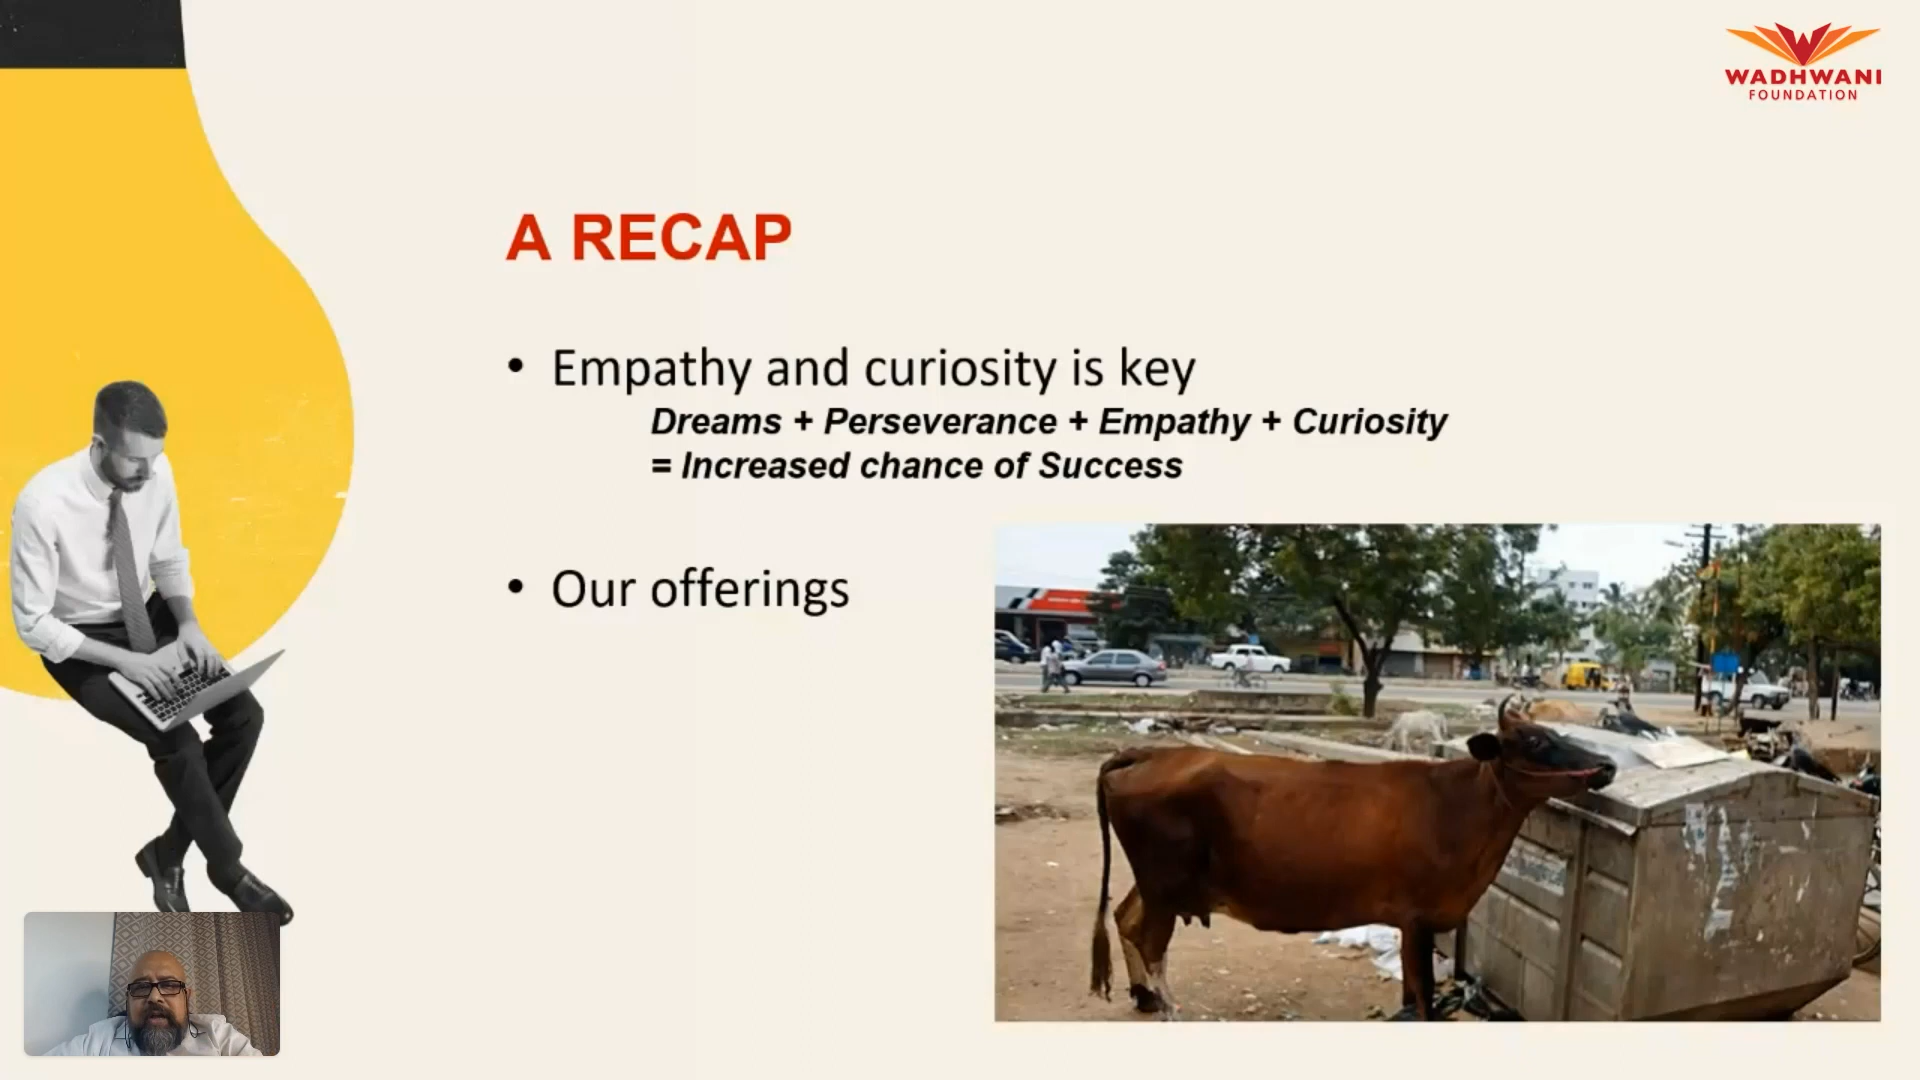 WADHWANI
FOUNDATION
A RECAP
• Empathy and curiosity is key
Dreams + Perseverance + Empathy + Curiosity
= Increased chance of Success
• Our offerings